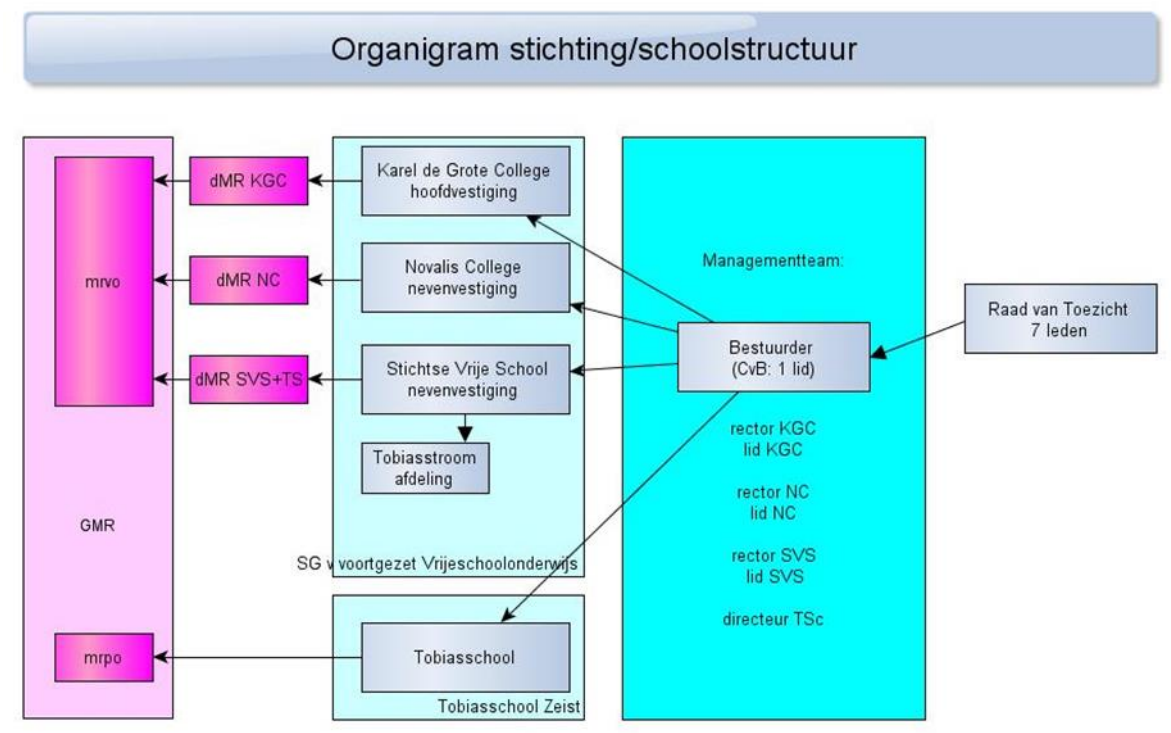 Organigram stichting/schoolstructuur
mrvo
GMR
mrpo
dMR KGC
dMR NC
dMR SVS+TS
Karel de Grote College
hoofdvestiging
Novalis College
nevenvestiging
Stichtse Vrije School
nevenvestiging
Tobiasstroom
afdeling
SG v voortgezet Vrijeschoolonderwijs
Tobiasschool
Tobiasschool Zeist
Managementteam:
Bestuurder
(CvB: 1 lid)
rector KGC
lid KGC
rector NC
lid NC
rector SVS
lid SVS
directeur TSc
Raad van Toezicht
7 leden